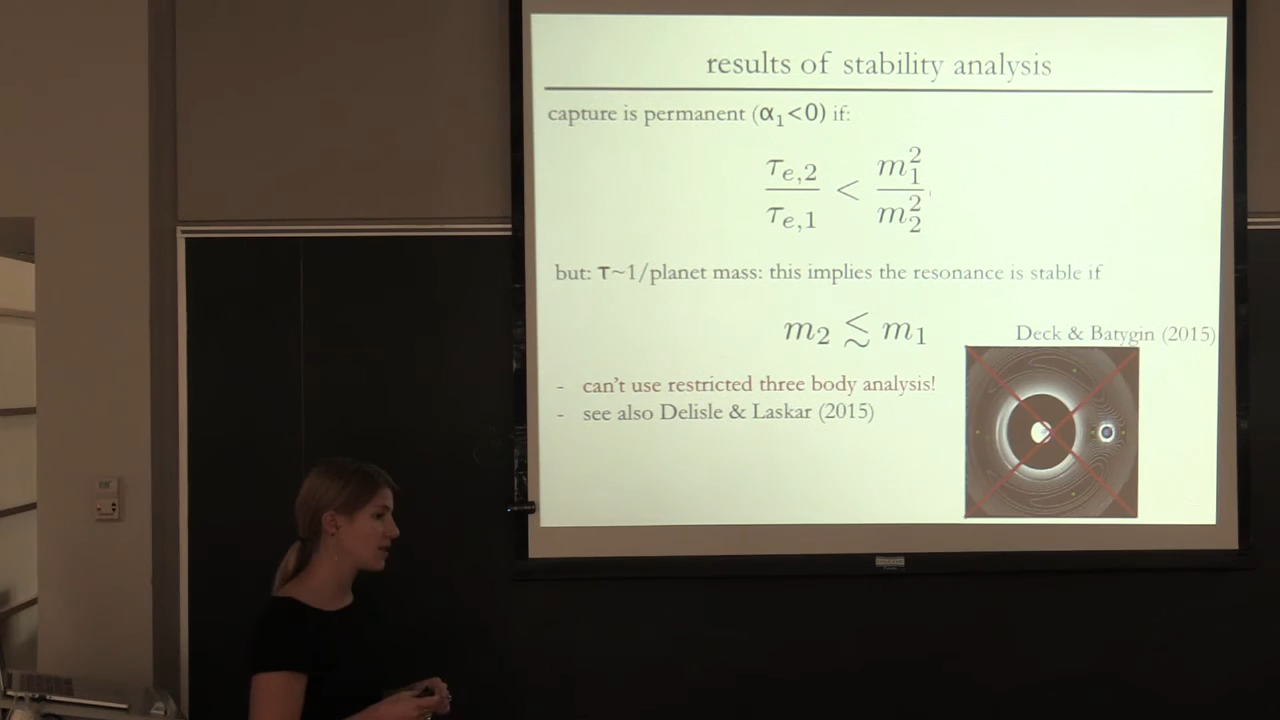 results of stability analysis
capture is permanent (α₁<0) if:
τₑ,₂ / τₑ,₁ < m₁² / m₂²
but: τ~1/planet mass: this implies the resonance is stable if
m₂ ≲ m₁
Deck & Batygin (2015)
- can't use restricted three body analysis!
- see also Delisle & Laskar (2015)